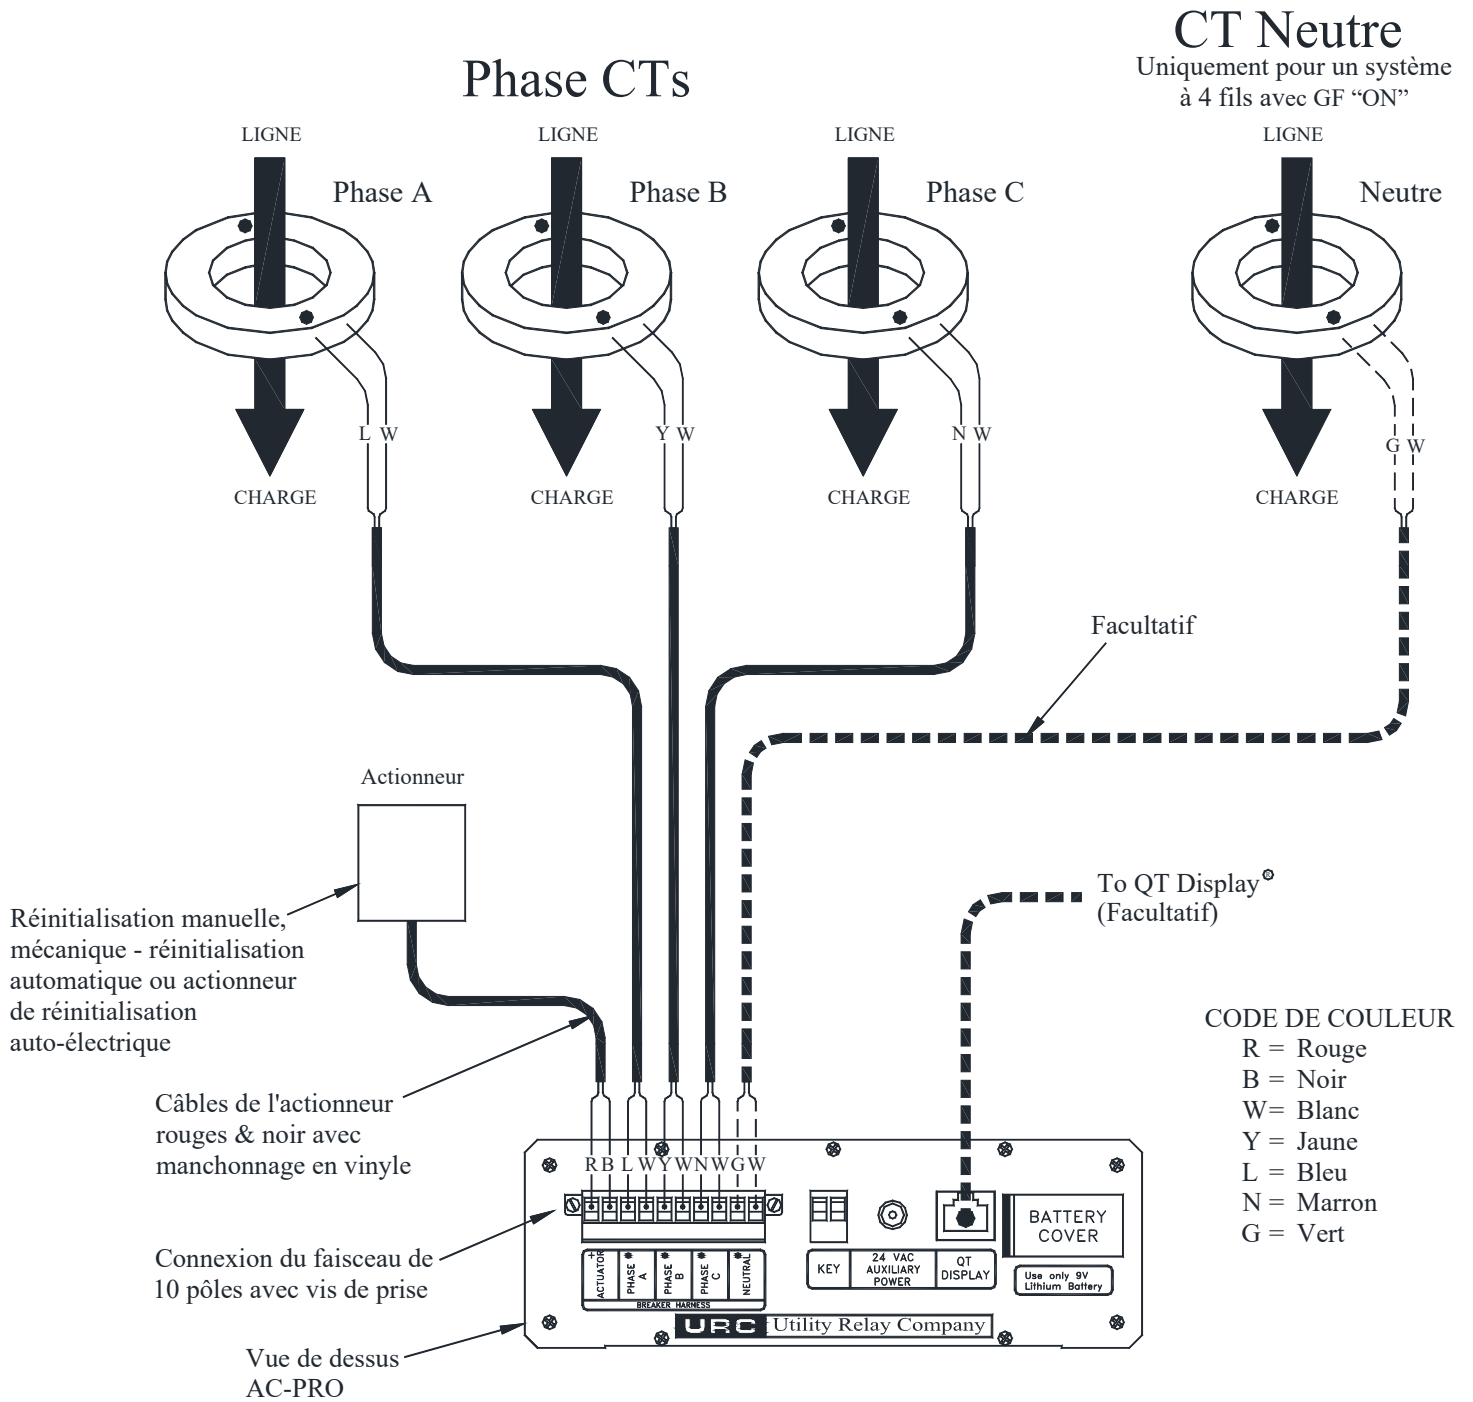 CT Neutre
Uniquement pour un système
à 4 fils avec GF “ON”
Phase CTs
LIGNE
LIGNE
LIGNE
LIGNE
Phase A
Phase B
Phase C
Neutre
L W
Y W
N W
G W
CHARGE
CHARGE
CHARGE
CHARGE
Facultatif
Actionneur
To QT Display®
(Facultatif)
Réinitialisation manuelle,
mécanique - réinitialisation
automatique ou actionneur
de réinitialisation
auto-électrique
CODE DE COULEUR
R = Rouge
B = Noir
W= Blanc
Y = Jaune
L = Bleu
N = Marron
G = Vert
Câbles de l'actionneur
rouges & noir avec
manchonnage en vinyle
R B L W Y W N W G W
Connexion du faisceau de
10 pôles avec vis de prise
+
ACTUATOR
* PHASE
A
* PHASE
B
* PHASE
C
* NEUTRAL
BREAKER HARNESS
KEY
24 VAC
AUXILIARY
POWER
QT
DISPLAY
BATTERY
COVER
Use only 9V
Lithium Battery
URC Utility Relay Company
Vue de dessus
AC-PRO